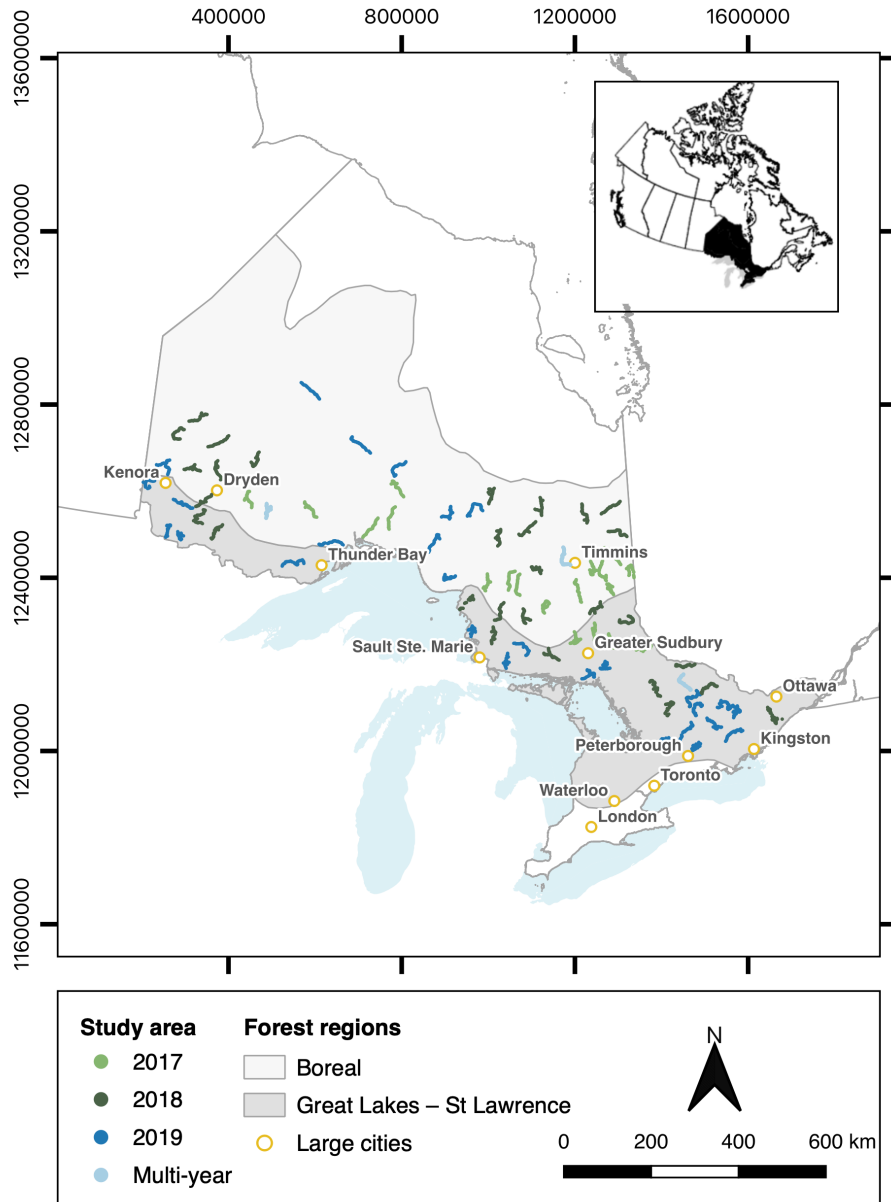 400000 800000 1200000 1600000
13600000
13200000
12800000
12400000
12000000
11600000
Kenora
Dryden
Thunder Bay
Timmins
Sault Ste. Marie
Greater Sudbury
Ottawa
Peterborough
Kingston
Waterloo
Toronto
London
Study area
2017
2018
2019
Multi-year
Forest regions
Boreal
Great Lakes – St Lawrence
Large cities
N
0 200 400 600 km